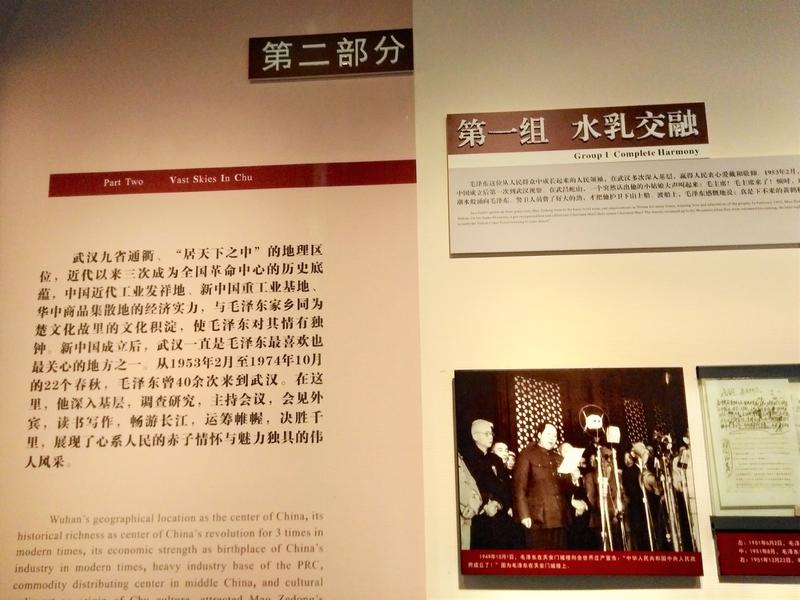 第二部分
Part Two Vast Skies In Chu
武汉九省通衢、“居天下之中”的地理区
位，近代以来三次成为全国革命中心的历史底
蕴，中国近代工业发祥地、新中国重工业基地、
华中商品集散地的经济实力，与毛泽东家乡同为
楚文化故里的文化积淀，使毛泽东对其情有独
钟。新中国成立后，武汉一直是毛泽东最喜欢也
最关心的地方之一。从1953年2月至1974年10月
的22个春秋，毛泽东曾40余次来到武汉。在这
里，他深入基层，调查研究，主持会议，会见外
宾，读书写作，畅游长江，运筹帷幄，决胜千
里，展现了心系人民的赤子情怀与魅力独具的伟
人风采。
Wuhan's geographical location as the center of China, its
historical richness as center of China's revolution for 3 times in
modern times, its economic strength as birthplace of China's
industry in modern times, heavy industry base of the PRC,
commodity distributing center in middle China, and cultural
origin of Chu culture, attracted Mao Zedong's
第一组 水乳交融
Group 1 Complete Harmony
毛泽东这位从人民群众中成长起来的人民领袖，在武汉多次深入基层，赢得人民衷心爱戴和敬仰。1953年2月，
中国成立后第一次到武汉视察。在武昌蛇山，一个突然认出他的小姑娘大声叫起来：毛主席！毛主席来了！顿时，
潮水般涌向毛泽东。警卫人员费了好大的劲，才把他护卫下山上船。渡船上，毛泽东感慨地说：真是下不来的黄鹤
1949年10月1日，毛泽东在天安门城楼向全世界庄严宣告：“中华人民共和国中央人民政
府成立了！”图为毛泽东在天安门城楼上。
左：1951年6月2日，毛泽
中：1951年8月，毛泽东
右：1951年12月22日，